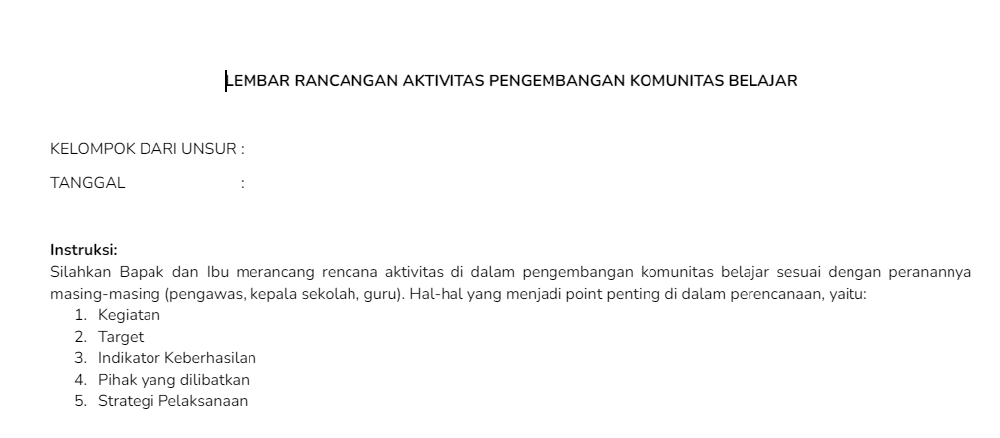 LEMBAR RANCANGAN AKTIVITAS PENGEMBANGAN KOMUNITAS BELAJAR
KELOMPOK DARI UNSUR :
TANGGAL :
Instruksi:
Silahkan Bapak dan Ibu merancang rencana aktivitas di dalam pengembangan komunitas belajar sesuai dengan peranannya
masing-masing (pengawas, kepala sekolah, guru). Hal-hal yang menjadi point penting di dalam perencanaan, yaitu:
1. Kegiatan
2. Target
3. Indikator Keberhasilan
4. Pihak yang dilibatkan
5. Strategi Pelaksanaan